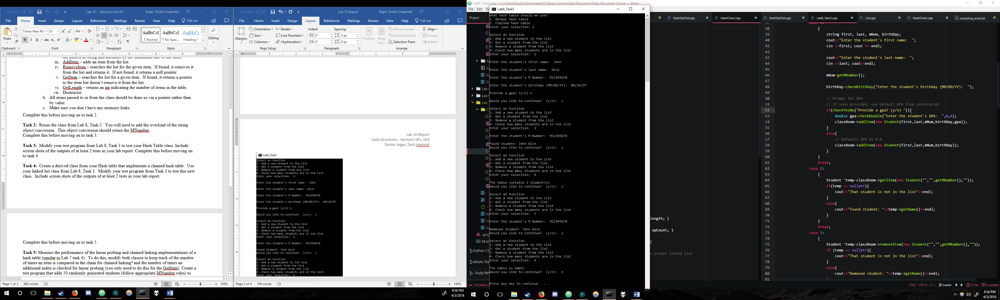 AutoSave Off
Lab 10 - Saved to this PC
Seger, Dustin (segerde)
File Home Insert Design Layout References Mailings Review View Help Tell me
Times New Ro 18
Paste
AaBbCcI AaBbCcI AaBbCc
¶ Normal ¶ No Spac... Heading 1
Editing
Clipboard Font Paragraph Styles
iii. AddItem – adds an item from the list.
iv. RemoveItem – searches the list for the given item. If found, it removes it
from the list and returns it. If not found, it returns a null pointer.
v. GetItem – searches the list for a given item. If found, it returns a pointer
to the item but doesn't remove it from the list.
vi. GetLength – returns an int indicating the number of items in the table.
vii. Destructor
b. All items passed to or from the class should be done so via a pointer rather than
by value.
c. Make sure you don't have any memory leaks.
Complete this before moving on to task 2.
Task 2: Reuse the class from Lab 8, Task 2. You will need to add the overload of the string
object conversion. This object conversion should return the MNumber.
Complete this before moving on to task 3.
Task 3: Modify your test program from Lab 8, Task 3 to test your Hash Table class. Include
screen shots of the outputs of at least 2 tests in your lab report. Complete this before moving on
to task 4.
Task 4: Create a derived class from your Hash table that implements a chained hash table. Use
your linked list class from Lab 8, Task 1. Modify your test program from Task 3 to test this new
class. Include screen shots of the outputs of at least 2 tests in your lab report.
Complete this before moving on to task 5.
Task 5: Measure the performance of the linear probing and chained linking implementations of a
hash table (similar to Lab 7 task 4). To do this, modify both classes to keep track of the number
of times an item is compared in the chain for chained linking and the number of times an
additional index is checked for linear probing (you only need to do this for the GetItem). Create a
test program that adds 50 randomly generated students (follow appropriate MNumber rules) to
Page 1 of 2 865 words
100%
AutoSave Off
Lab 10 Report
Seger, Dustin (segerde)
File Home Insert Design Layout References Mailings Review View Help Tell me
Margins
Orientation
Size
Columns
Breaks
Line Numbers
Hyphenation
Page Setup
Indent Spacing
0" 0 pt
0" 8 pt
Paragraph
Position
Wrap Text
Bring Forward
Send Backward
Selection Pane
Align
Group
Rotate
Arrange
Lab 10 Report
Data Structures - Sections 001, 003
Dustin Seger, Zach Hammit
Lab8_Task3
Select an function
1: Add a new student to the list
2: Get a student from the list
3: Remove a student from the list
4: Check how many students are in the list
Enter your selection: 1
Enter the student's first name: John
Enter the student's last name: Wick
Enter the student's M Number: M12345678
Enter the student's birthday (MM/DD/YY): 09/14/97
Provide a gpa? (y/n) n
Would you like to continue? (y/n): y
Select an function
1: Add a new student to the list
2: Get a student from the list
3: Remove a student from the list
4: Check how many students are in the list
Enter your selection: 2
Enter the student's M Number: M12345678
Found student: John Wick
Would you like to continue? (y/n): y
Select an function
1: Add a new student to the list
2: Get a student from the list
3: Remove a student from the list
4: Check how many students are in the list
Enter your selection: 4
Page 2 of 4 799 words
100%
9:56 PM
4/3/2018
Lab8_Task3.cpp — C:\Users\Dustin\Documents\College Courses\Data Structures\Data-Structures-Group — Atom
File Edit
Project
Lab8_Task3
What hash table should we use?
1. Normal hash table
2. Chained hash table
Enter your selection: 2
Select an function
1: Add a new student to the list
2: Get a student from the list
3: Remove a student from the list
4: Check how many students are in the list
Enter your selection: 1
Enter the student's first name: John
Enter the student's last name: Wick
Enter the student's M Number: M12345678
Enter the student's birthday (MM/DD/YY): 09/14/97
Provide a gpa? (y/n) n
Would you like to continue? (y/n): y
Select an function
1: Add a new student to the list
2: Get a student from the list
3: Remove a student from the list
4: Check how many students are in the list
Enter your selection: 2
Enter the student's M Number: M12345678
Found student: John Wick
Would you like to continue? (y/n): y
Select an function
1: Add a new student to the list
2: Get a student from the list
3: Remove a student from the list
4: Check how many students are in the list
Enter your selection: 4
The table contains 1 student(s)
Would you like to continue? (y/n): y
Select an function
1: Add a new student to the list
2: Get a student from the list
3: Remove a student from the list
4: Check how many students are in the list
Enter your selection: 3
Enter the student's M Number: M12345678
Removed student: John Wick
Would you like to continue? (y/n): y
Select an function
1: Add a new student to the list
2: Get a student from the list
3: Remove a student from the list
4: Check how many students are in the list
Enter your selection: 4
The table is empty
Would you like to continue? (y/n): n
Press any key to continue . . .
Lab 8
Lab
.gitig
READ
Python-Cl
Movie-Tra
Study file
Lab 10\Code\La
HashOpTest.cpp HashChain.cpp
length; }
opCount; }
{
e proper linked list
HashOpTest.cpp Lab8_Task3.cpp List.cpp HashChain.cpp compiling_error.txt
38 {
39 string first, last, mNum, birthDay;
40 cout<<"Enter the student's first name:  ";
41 cin >>first; cout << endl;
42
43 cout<<"Enter the student's last name:  ";
44 cin >>last; cout<<endl;
45
46 mNum=getMNumber();
47
48 birthDay=checkBirthDay("Enter the student's birthday (MM/DD/YY):  ");
49
50 // Prompt for GPA
51 // If none provided, use default GPA from constructor
52 if(checkYesNo("Provide a gpa? (y/n) ")){
53 double gpa=checkDouble("Enter the student's GPA:  ",0,4);
54 classRoom->addItem(new Student(first,last,mNum,birthDay,gpa));
55 }
56 else{
57 // Defaults GPA to 0.0
58 classRoom->addItem(new Student(first,last,mNum,birthDay));
59 }
60 }
61 break;
62 case 2:
63 {
64 Student *temp=classRoom->getItem(new Student("","",getMNumber(),""));
65 if(temp == nullptr){
66 cout<<"That student is not in the list"<<endl;
67 }
68 else{
69 cout<<"Found student: "<<temp->getName()<<endl;
70 }
71 }
72 break;
73 case 3:
74 {
75 Student *temp=classRoom->removeItem(new Student("","",getMNumber(),""));
76 if (temp == nullptr){
77 cout<<"That student is not in the list"<<endl;
78 }
79 else{
80 cout<<"Removed student: "<<temp->getName()<<endl;
81
CRLF UTF-8 C++ master 5 files 2 updates
9:56 PM
4/3/2018